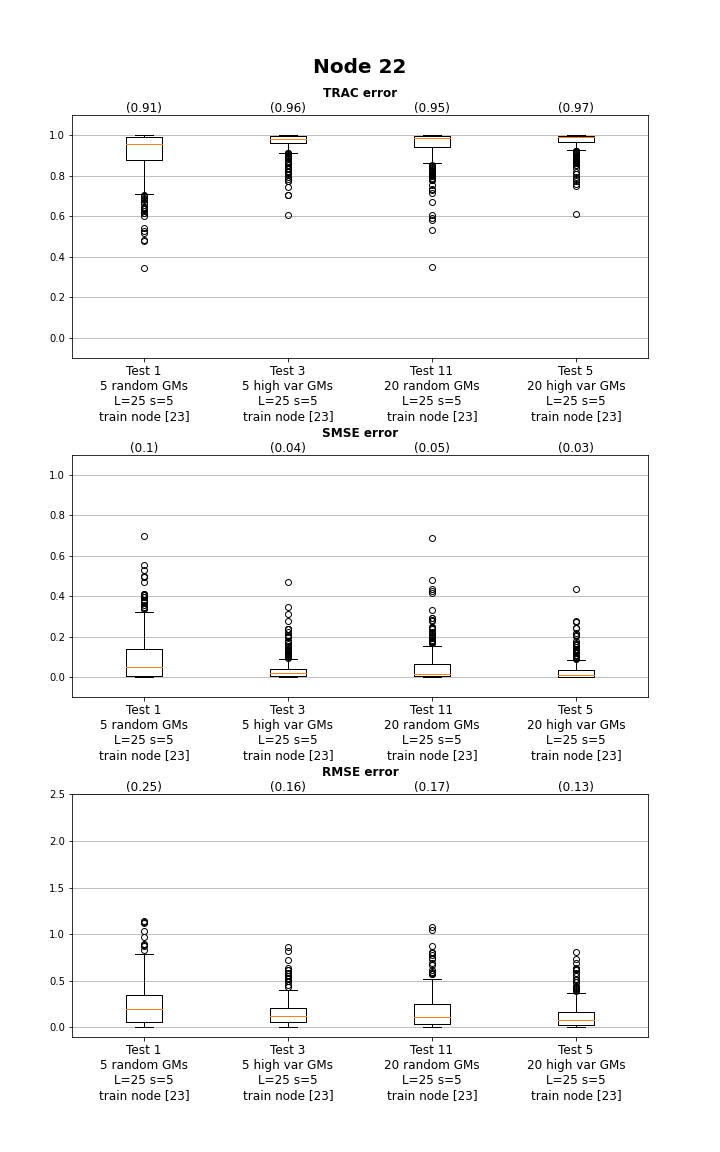 Node 22
TRAC error
(0.91) (0.96) (0.95) (0.97)
1.0
0.8
0.6
0.4
0.2
0.0
Test 1 Test 3 Test 11 Test 5
5 random GMs 5 high var GMs 20 random GMs 20 high var GMs
L=25 s=5 L=25 s=5 L=25 s=5 L=25 s=5
train node [23] train node [23] train node [23] train node [23]
SMSE error
(0.1) (0.04) (0.05) (0.03)
1.0
0.8
0.6
0.4
0.2
0.0
Test 1 Test 3 Test 11 Test 5
5 random GMs 5 high var GMs 20 random GMs 20 high var GMs
L=25 s=5 L=25 s=5 L=25 s=5 L=25 s=5
train node [23] train node [23] train node [23] train node [23]
RMSE error
(0.25) (0.16) (0.17) (0.13)
2.5
2.0
1.5
1.0
0.5
0.0
Test 1 Test 3 Test 11 Test 5
5 random GMs 5 high var GMs 20 random GMs 20 high var GMs
L=25 s=5 L=25 s=5 L=25 s=5 L=25 s=5
train node [23] train node [23] train node [23] train node [23]